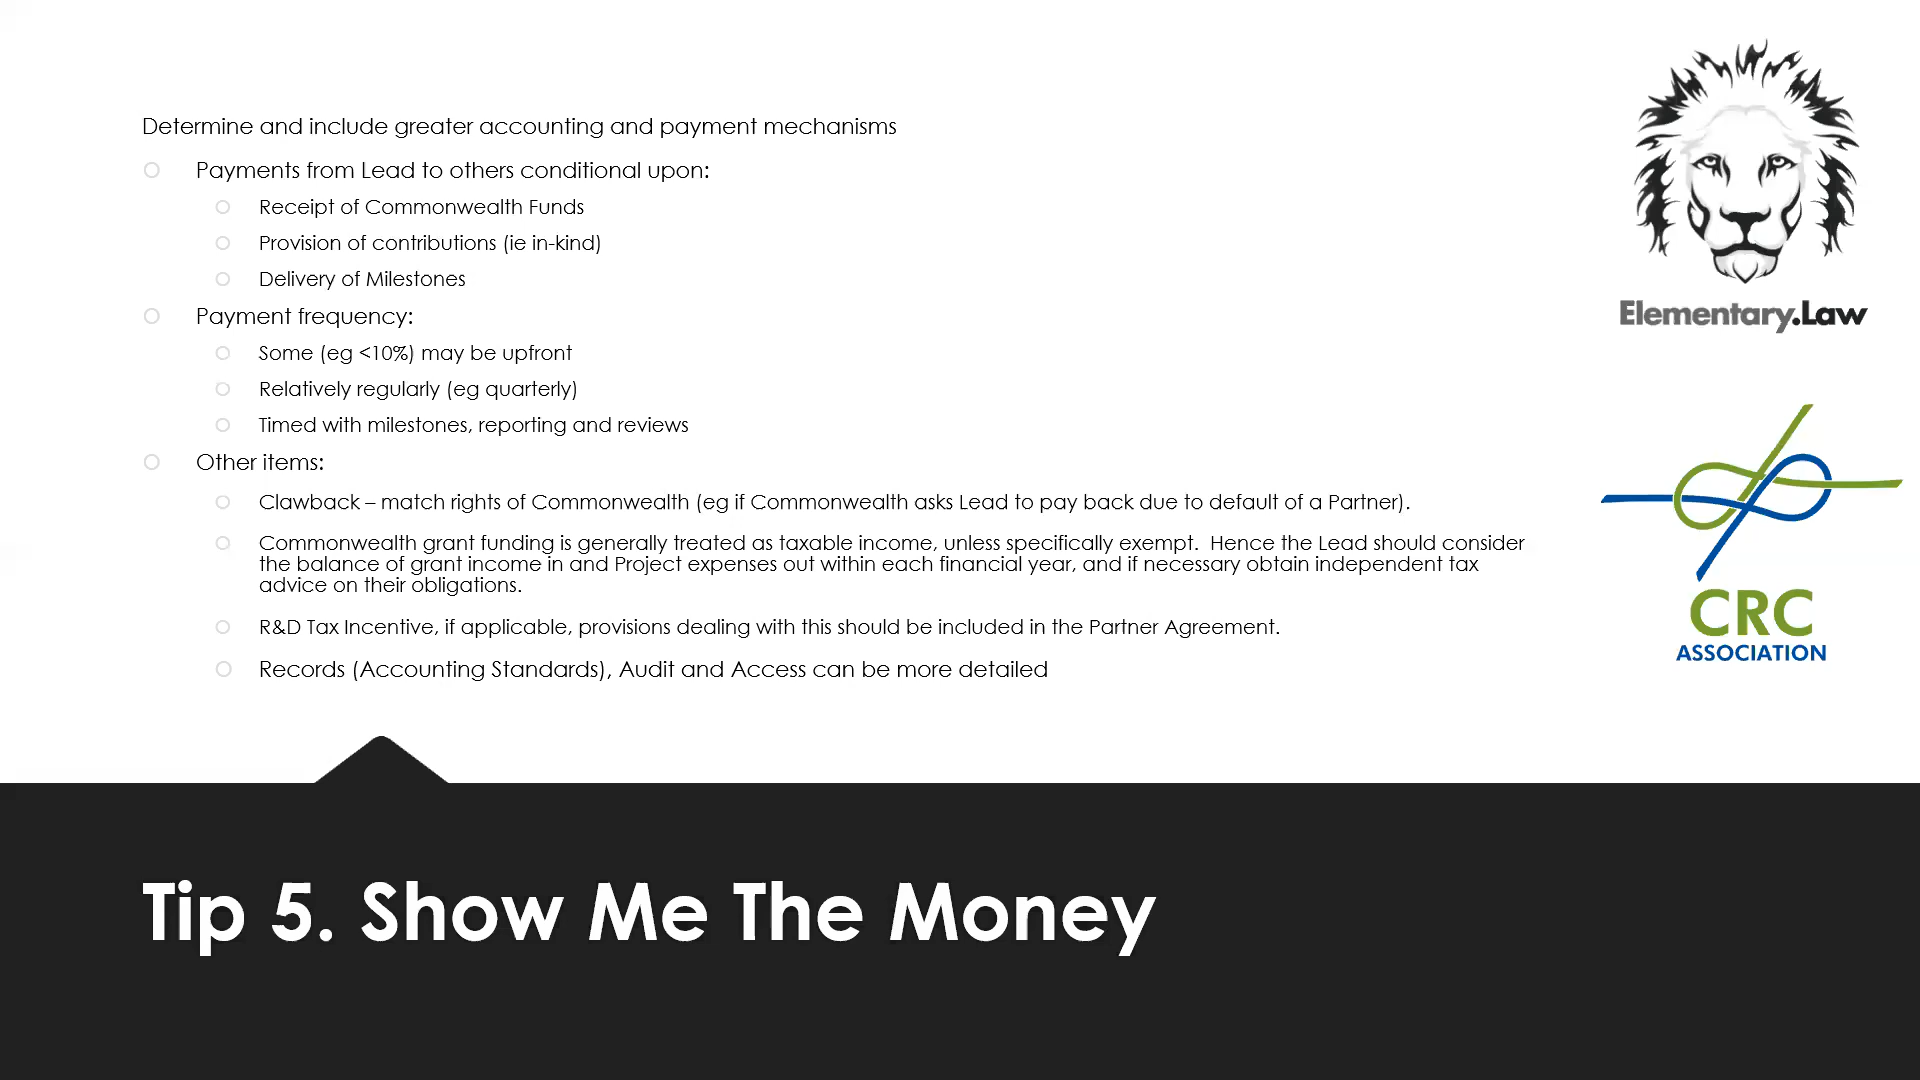 Determine and include greater accounting and payment mechanisms
Payments from Lead to others conditional upon:
Receipt of Commonwealth Funds
Provision of contributions (ie in-kind)
Delivery of Milestones
Payment frequency:
Some (eg <10%) may be upfront
Relatively regularly (eg quarterly)
Timed with milestones, reporting and reviews
Other items:
Clawback – match rights of Commonwealth (eg if Commonwealth asks Lead to pay back due to default of a Partner).
Commonwealth grant funding is generally treated as taxable income, unless specifically exempt.  Hence the Lead should consider
the balance of grant income in and Project expenses out within each financial year, and if necessary obtain independent tax
advice on their obligations.
R&D Tax Incentive, if applicable, provisions dealing with this should be included in the Partner Agreement.
Records (Accounting Standards), Audit and Access can be more detailed
Elementary.Law
CRC
ASSOCIATION
Tip 5. Show Me The Money